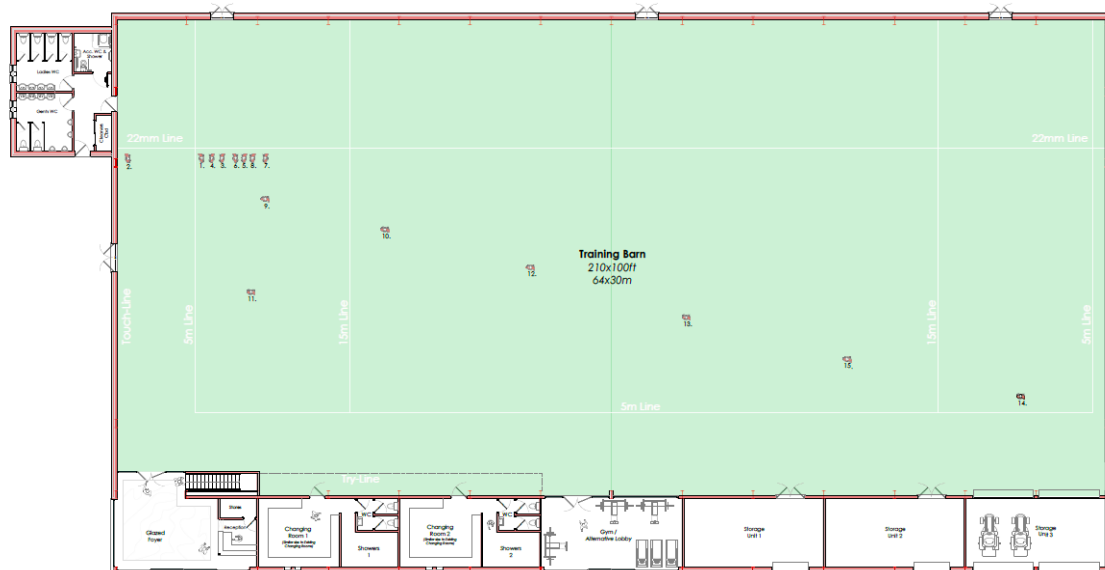 Acc. WC &
Shower
Ladies WC
Gents WC
Cleaners
Cbd
22mm Line
22mm Line
2.
1.
4.
3.
6.
5.
8.
7.
9.
10.
Training Barn
210x100ft
64x30m
12.
11.
13.
15.
14.
Touch-Line
5m Line
15m Line
15m Line
5m Line
5m Line
Try-Line
Stores
Reception
Glazed
Foyer
Changing
Room 1
WC
Showers
1
Changing
Room 2
WC
Showers
2
Gym /
Alternative Lobby
Storage
Unit 1
Storage
Unit 2
Storage
Unit 3